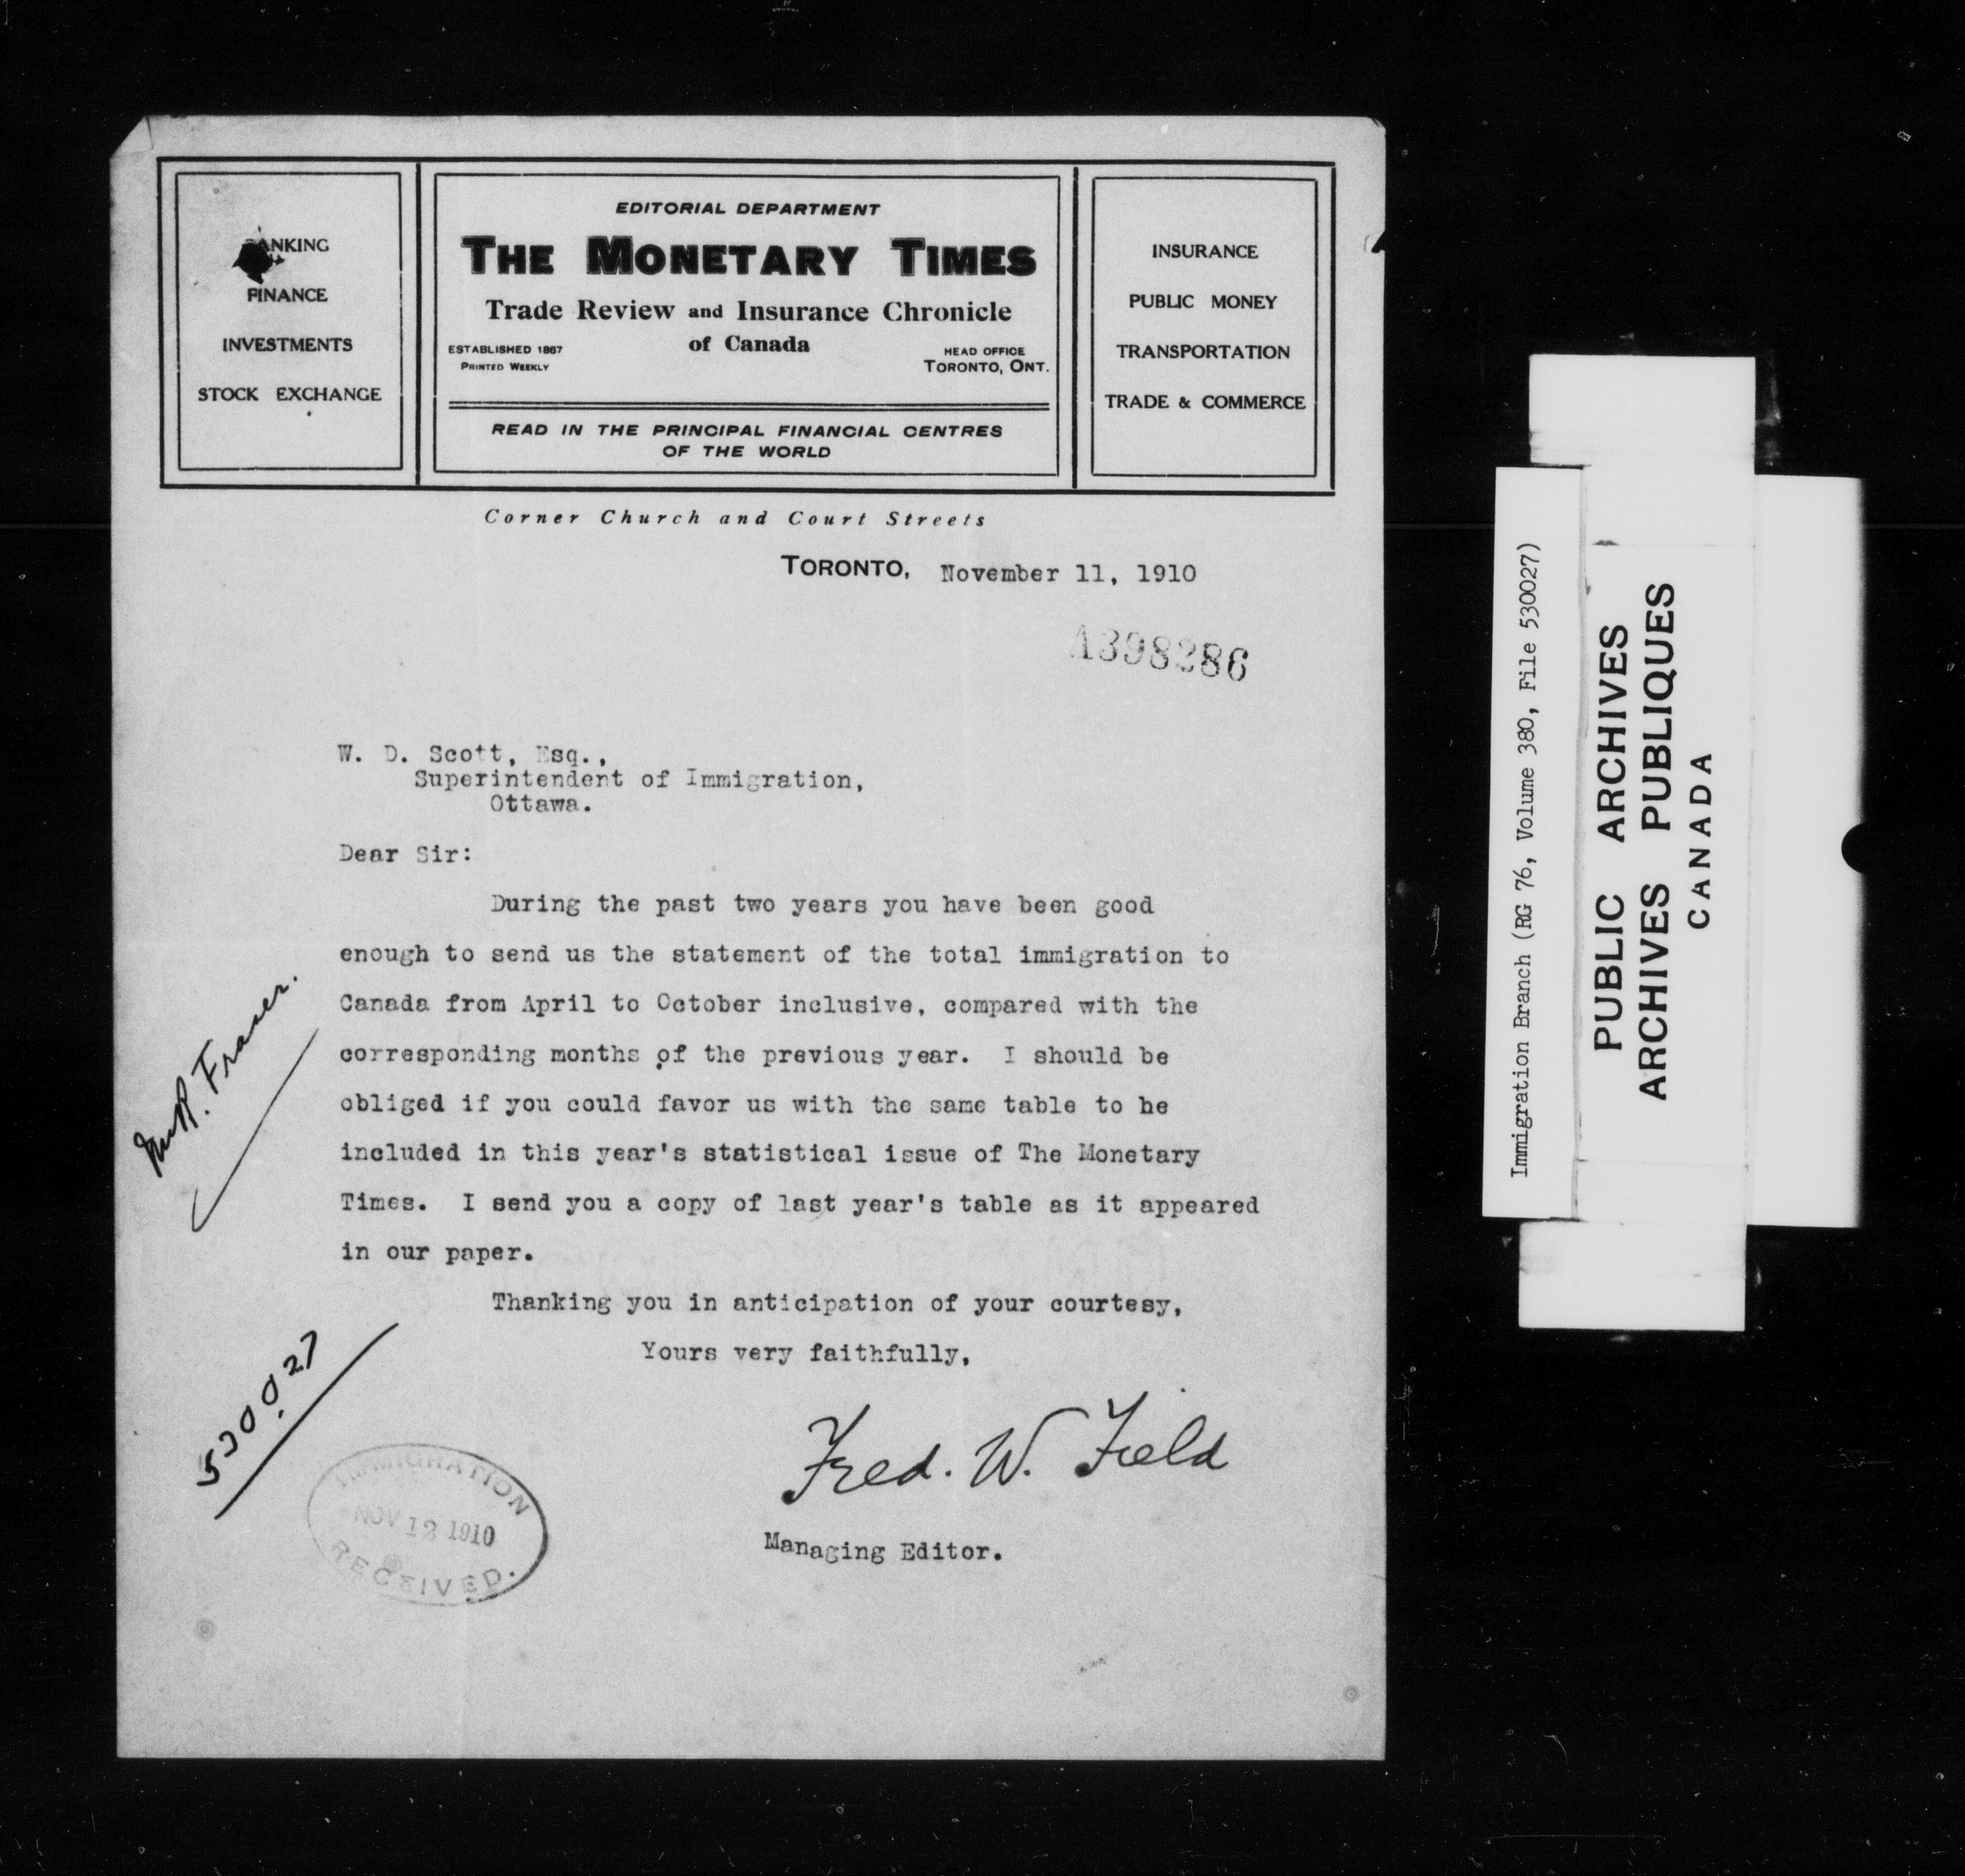 BANKING
FINANCE
INVESTMENTS
STOCK EXCHANGE
EDITORIAL DEPARTMENT
THE MONETARY TIMES
Trade Review and Insurance Chronicle
of Canada
ESTABLISHED 1867
PRINTED WEEKLY
HEAD OFFICE
TORONTO, ONT.
READ IN THE PRINCIPAL FINANCIAL CENTRES
OF THE WORLD
INSURANCE
PUBLIC MONEY
TRANSPORTATION
TRADE & COMMERCE
Corner Church and Court Streets
TORONTO, November 11, 1910
A398286
W. D. Scott, Esq.,
Superintendent of Immigration,
Ottawa.
Dear Sir:
During the past two years you have been good
enough to send us the statement of the total immigration to
Canada from April to October inclusive, compared with the
corresponding months of the previous year. I should be
obliged if you could favor us with the same table to be
included in this year's statistical issue of The Monetary
Times. I send you a copy of last year's table as it appeared
in our paper.
Thanking you in anticipation of your courtesy,
Yours very faithfully,
Fred. W. Field
Managing Editor.
Fraser.
530027
IMMIGRATION
NOV 12 1910
RECEIVED.
Immigration Branch (RG 76, Volume 380, File 530027)
PUBLIC ARCHIVES
ARCHIVES PUBLIQUES
CANADA